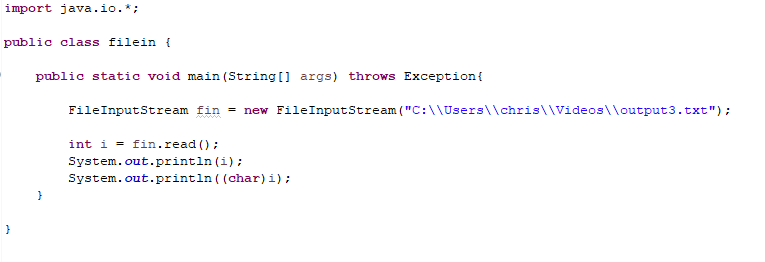 import java.io.*;
public class filein {
public static void main(String[] args) throws Exception{
FileInputStream fin = new FileInputStream("C:\\Users\\chris\\Videos\\output3.txt");
int i = fin.read();
System.out.println(i);
System.out.println((char)i);
}
}